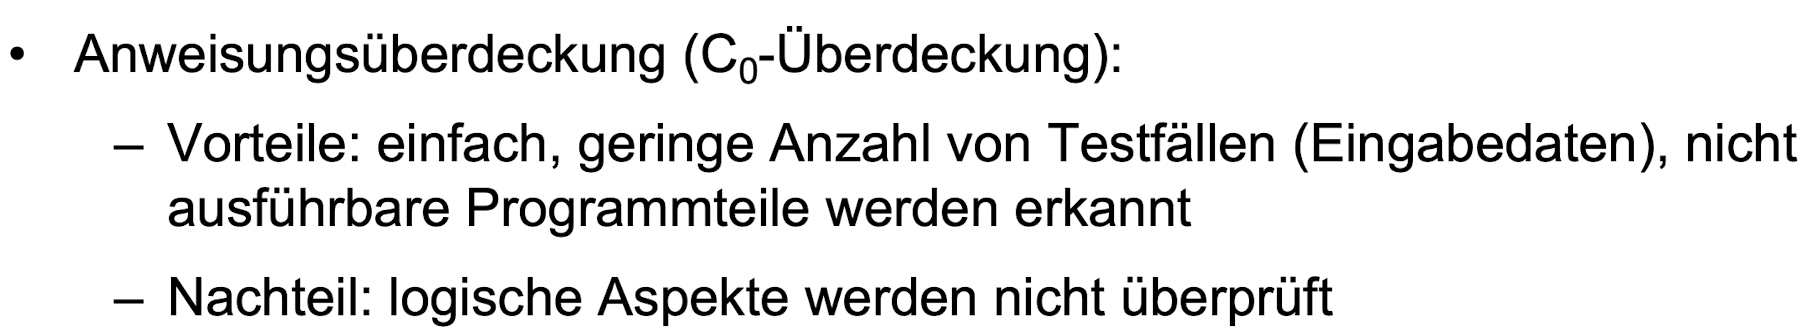 • Anweisungsüberdeckung (C₀-Überdeckung):
– Vorteile: einfach, geringe Anzahl von Testfällen (Eingabedaten), nicht
ausführbare Programmteile werden erkannt
– Nachteil: logische Aspekte werden nicht überprüft